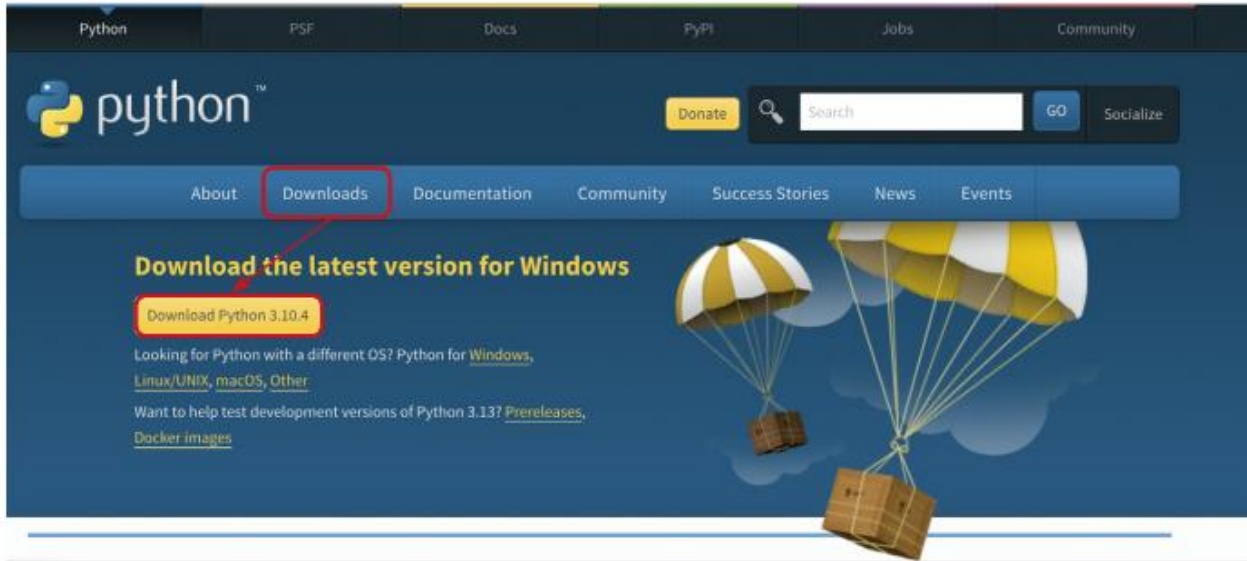 Python PSF Docs PyPI Jobs Community
python™
Donate Search GO Socialize
About Downloads Documentation Community Success Stories News Events
Download the latest version for Windows
Download Python 3.10.4
Looking for Python with a different OS? Python for Windows,
Linux/UNIX, macOS, Other
Want to help test development versions of Python 3.13? Prereleases,
Docker images